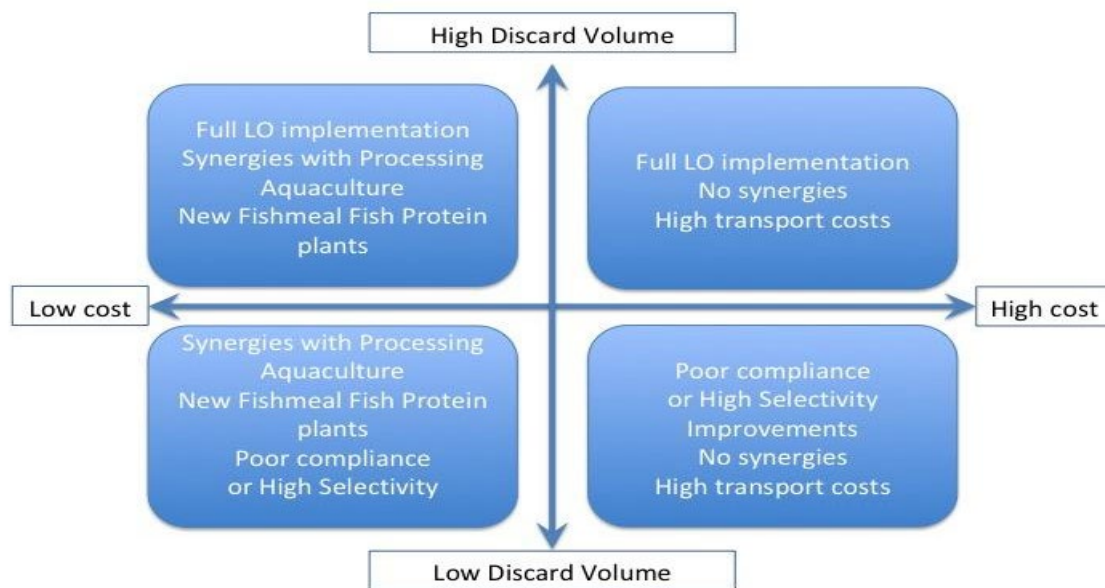 High Discard Volume
Full LO implementation
Synergies with Processing
Aquaculture
New Fishmeal Fish Protein
plants
Full LO implementation
No synergies
High transport costs
Low cost
High cost
Synergies with Processing
Aquaculture
New Fishmeal Fish Protein
plants
Poor compliance
or High Selectivity
Poor compliance
or High Selectivity
Improvements
No synergies
High transport costs
Low Discard Volume